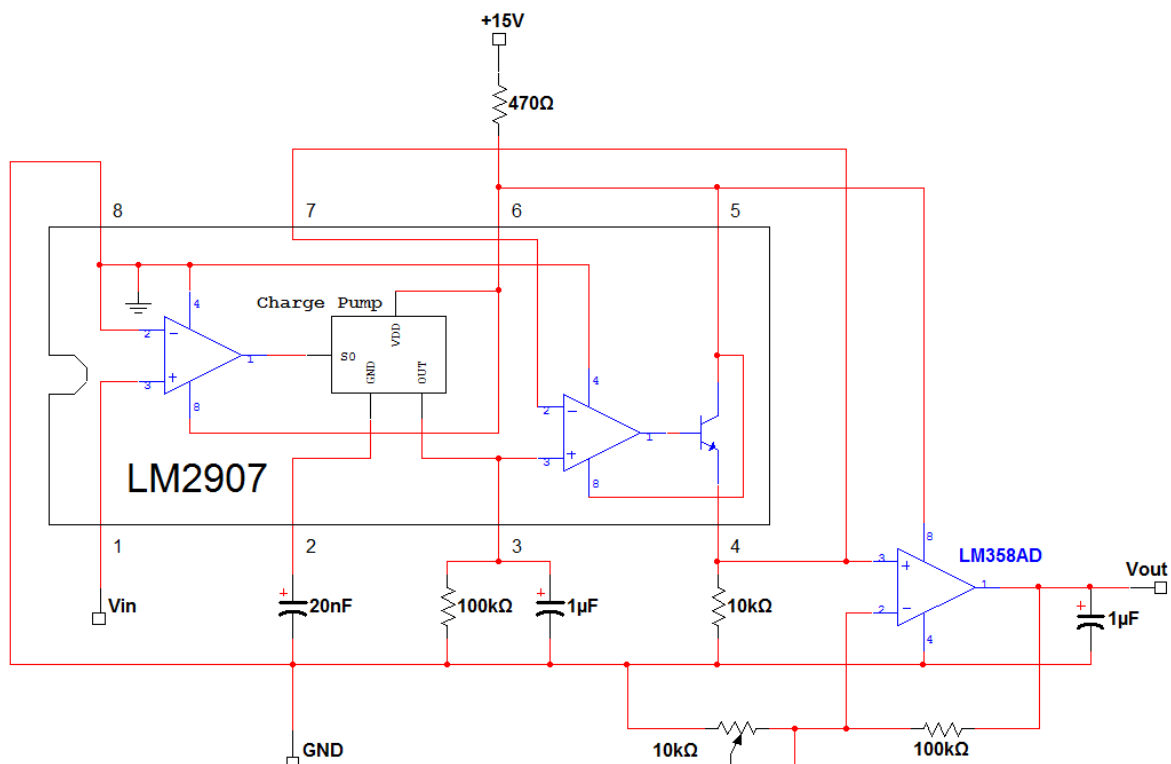 +15V
470Ω
8 7 6 5
4
Charge Pump
2
3
1
8
SO
VDD
GND
OUT
4
2
3
1
8
LM2907
1 2 3 4
Vin
20nF
100kΩ
1µF
10kΩ
LM358AD
8
3
2
1
4
Vout
1µF
GND
10kΩ
100kΩ